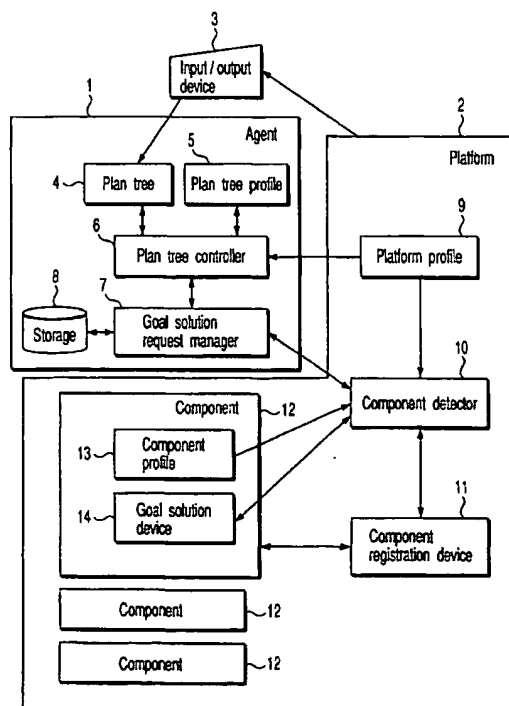 3
Input / output
device
1
2
Agent
Platform
5
4
Plan tree
Plan tree profile
9
6
Plan tree controller
Platform profile
8
7
Storage
Goal solution
request manager
10
Component
12
Component detector
13
Component
profile
11
14
Goal solution
device
Component
registration device
Component
12
Component
12